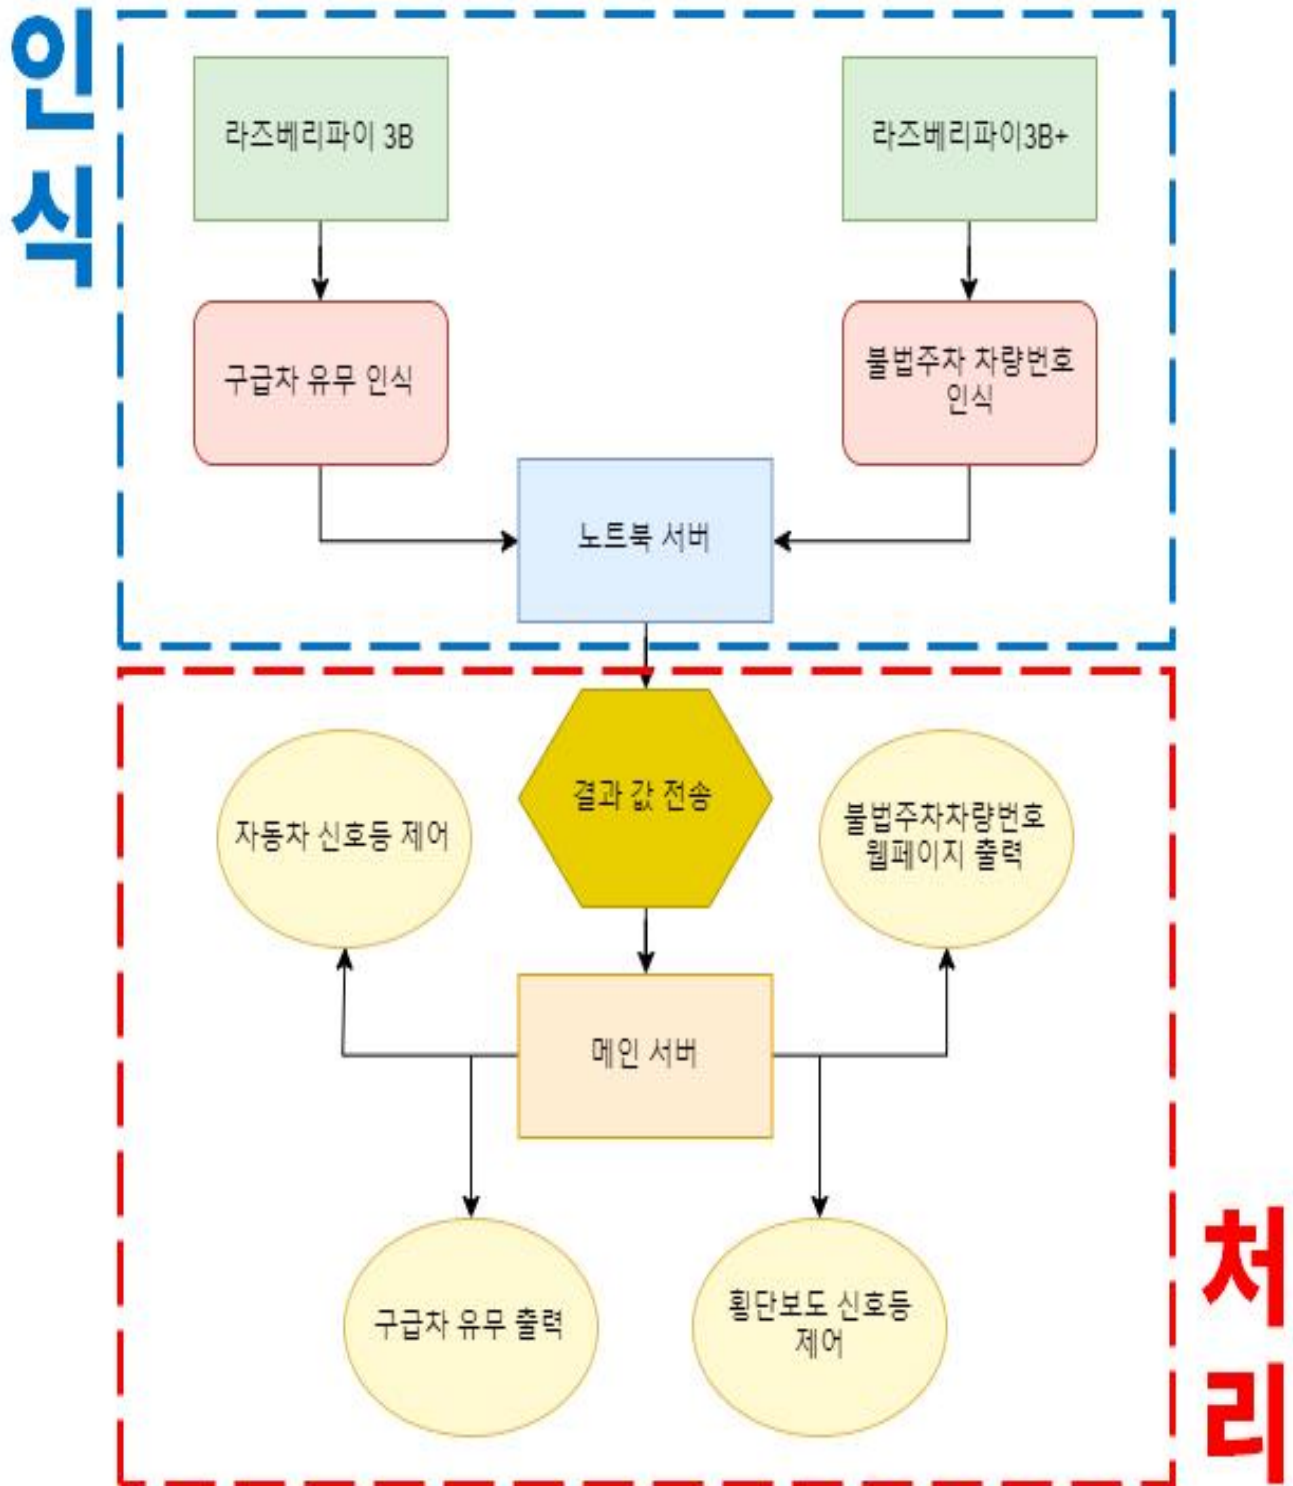 인식
라즈베리파이 3B
라즈베리파이3B+
구급차 유무 인식
불법주차 차량번호
인식
노트북 서버
결과 값 전송
자동차 신호등 제어
불법주차차량번호
웹페이지 출력
메인 서버
구급차 유무 출력
횡단보도 신호등
제어
처리